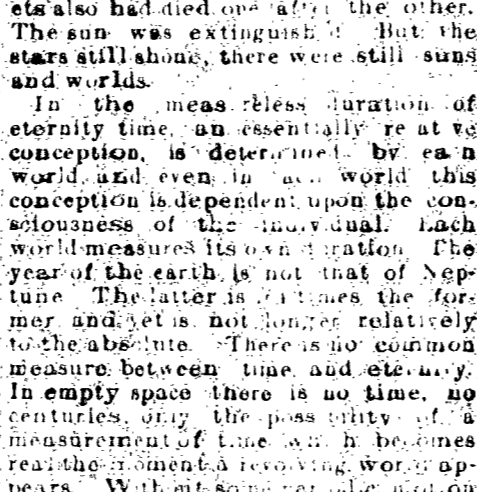 ets also had died one after the other.
The sun was extinguished. But the
stars still shone, there were still suns
and worlds.
In the measureless duration of
eternity time, an essentially relative
conception, is determined by each
world, and even in each world this
conception is dependent upon the con-
sciousness of the individual. Each
world measures its own duration. The
year of the earth is not that of Nep-
tune. The latter is times the for-
mer and yet is not longer relatively
to the absolute. There is no common
measure between time and eternity.
In empty space there is no time, no
centuries, only the possibility of a
measurement of time which becomes
real the moment a revolving world ap-
pears. Without some motion